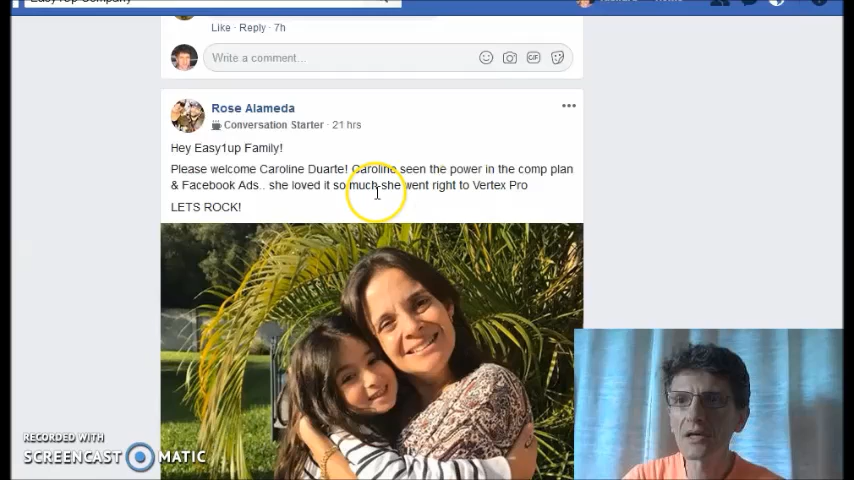 Easy1up Company
Like · Reply · 7h
Write a comment...
GIF
Rose Alameda
Conversation Starter · 21 hrs
Hey Easy1up Family!
Please welcome Caroline Duarte! Caroline seen the power in the comp plan
& Facebook Ads.. she loved it so much she went right to Vertex Pro
LETS ROCK!
RECORDED WITH
SCREENCAST MATIC